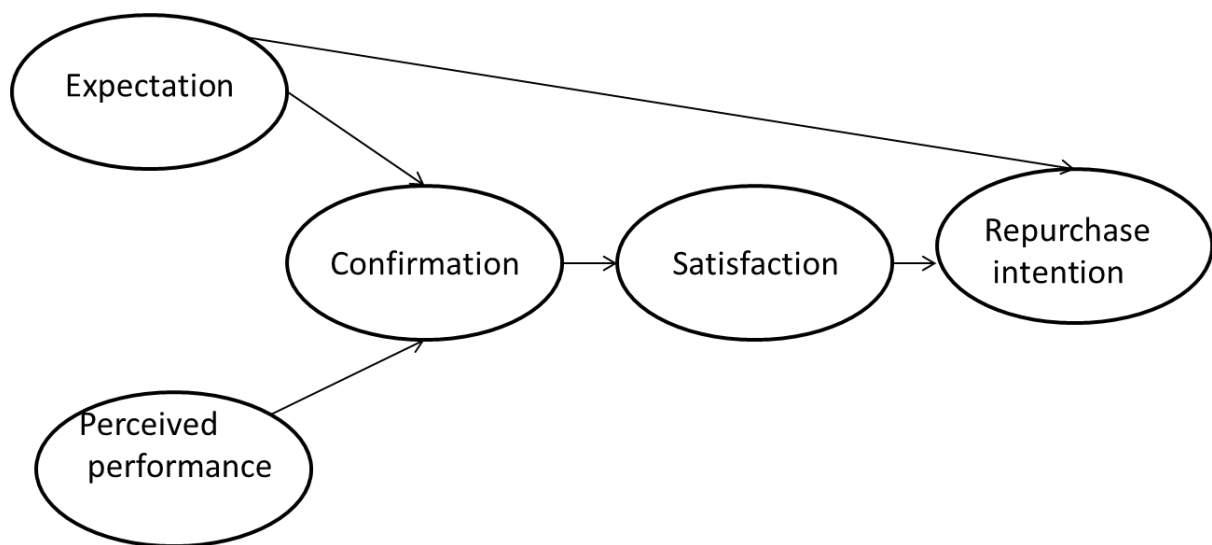 Expectation
Confirmation
Satisfaction
Repurchase
intention
Perceived
performance